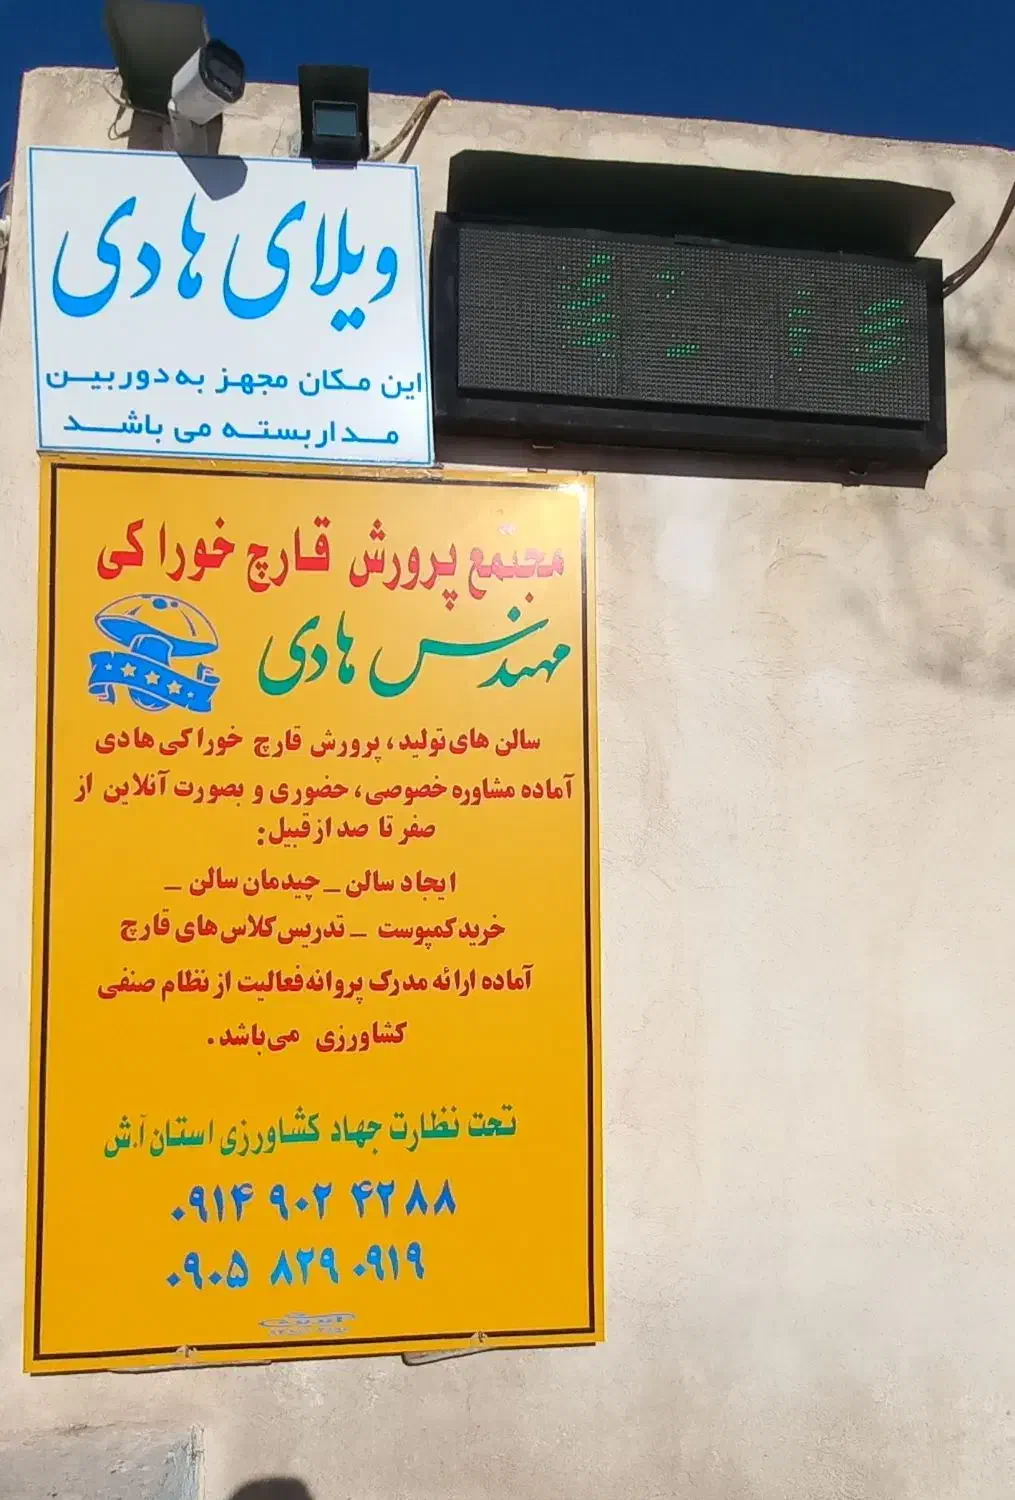 ویلای هادی
این مکان مجهز به دوربین
مداربسته می باشد
مجتمع پرورش قارچ خوراکی
مهندس هادی
سالن های تولید، پرورش قارچ خوراکی هادی
آماده مشاوره خصوصی، حضوری و بصورت آنلاین از
صفر تا صد از قبیل:
ایجاد سالن _ چیدمان سالن _
خرید کمپوست _ تدریس کلاس های قارچ
آماده ارائه مدرک پروانه فعالیت از نظام صنفی
کشاورزی می باشد.
تحت نظارت جهاد کشاورزی استان آ.ش
۰۹۱۴ ۹۰۲ ۴۲۸۸
۰۹۰۵ ۸۲۹ ۰۹۱۹